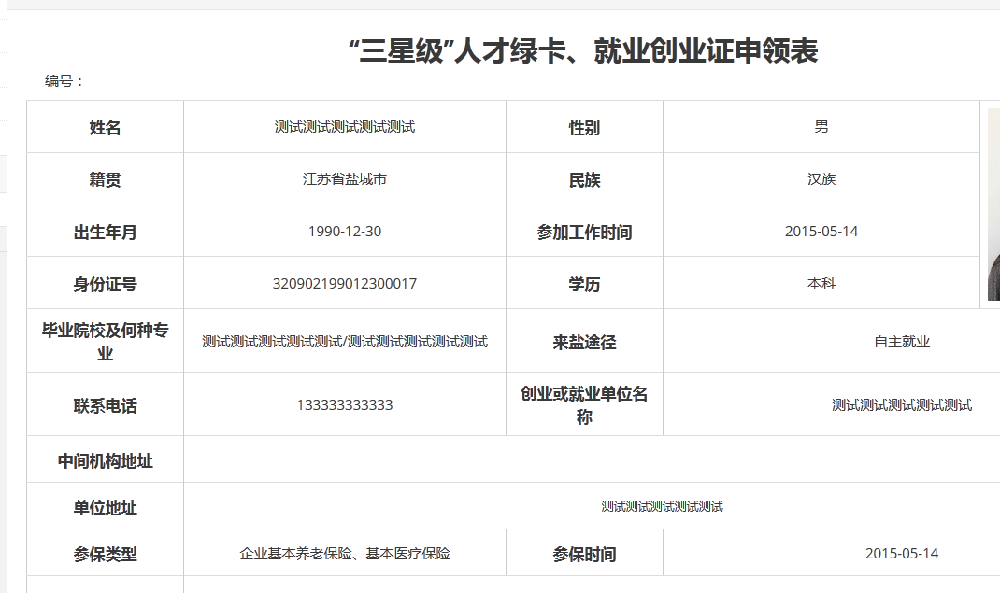 “三星级”人才绿卡、就业创业证申领表
编号：
姓名 测试测试测试测试测试 性别 男
籍贯 江苏省盐城市 民族 汉族
出生年月 1990-12-30 参加工作时间 2015-05-14
身份证号 320902199012300017 学历 本科
毕业院校及何种专
业
测试测试测试测试测试/测试测试测试测试测试 来盐途径 自主就业
联系电话 133333333333 创业或就业单位名
称
测试测试测试测试测试
中间机构地址
单位地址 测试测试测试测试测试
参保类型 企业基本养老保险、基本医疗保险 参保时间 2015-05-14